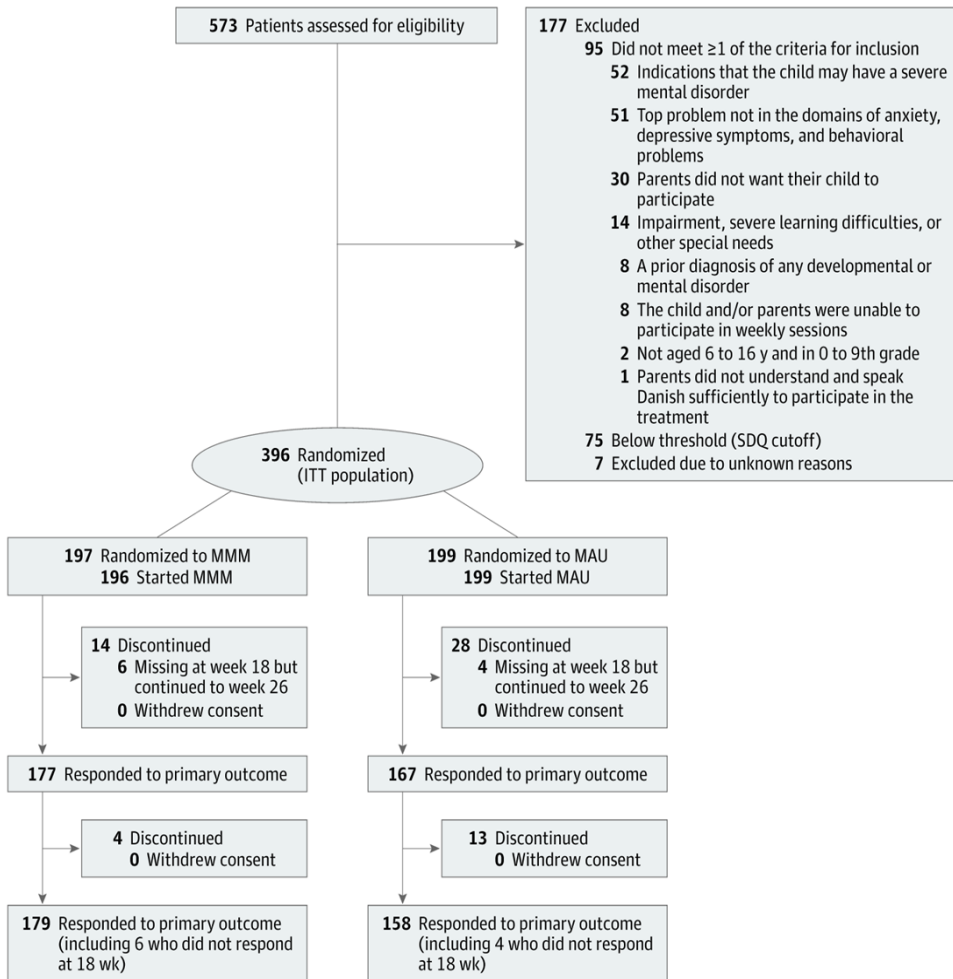 573 Patients assessed for eligibility
177 Excluded
95 Did not meet ≥1 of the criteria for inclusion
52 Indications that the child may have a severe
mental disorder
51 Top problem not in the domains of anxiety,
depressive symptoms, and behavioral
problems
30 Parents did not want their child to
participate
14 Impairment, severe learning difficulties, or
other special needs
8 A prior diagnosis of any developmental or
mental disorder
8 The child and/or parents were unable to
participate in weekly sessions
2 Not aged 6 to 16 y and in 0 to 9th grade
1 Parents did not understand and speak
Danish sufficiently to participate in the
treatment
75 Below threshold (SDQ cutoff)
7 Excluded due to unknown reasons
396 Randomized
(ITT population)
197 Randomized to MMM
196 Started MMM
199 Randomized to MAU
199 Started MAU
14 Discontinued
6 Missing at week 18 but
continued to week 26
0 Withdrew consent
28 Discontinued
4 Missing at week 18 but
continued to week 26
0 Withdrew consent
177 Responded to primary outcome
167 Responded to primary outcome
4 Discontinued
0 Withdrew consent
13 Discontinued
0 Withdrew consent
179 Responded to primary outcome
(including 6 who did not respond
at 18 wk)
158 Responded to primary outcome
(including 4 who did not respond
at 18 wk)